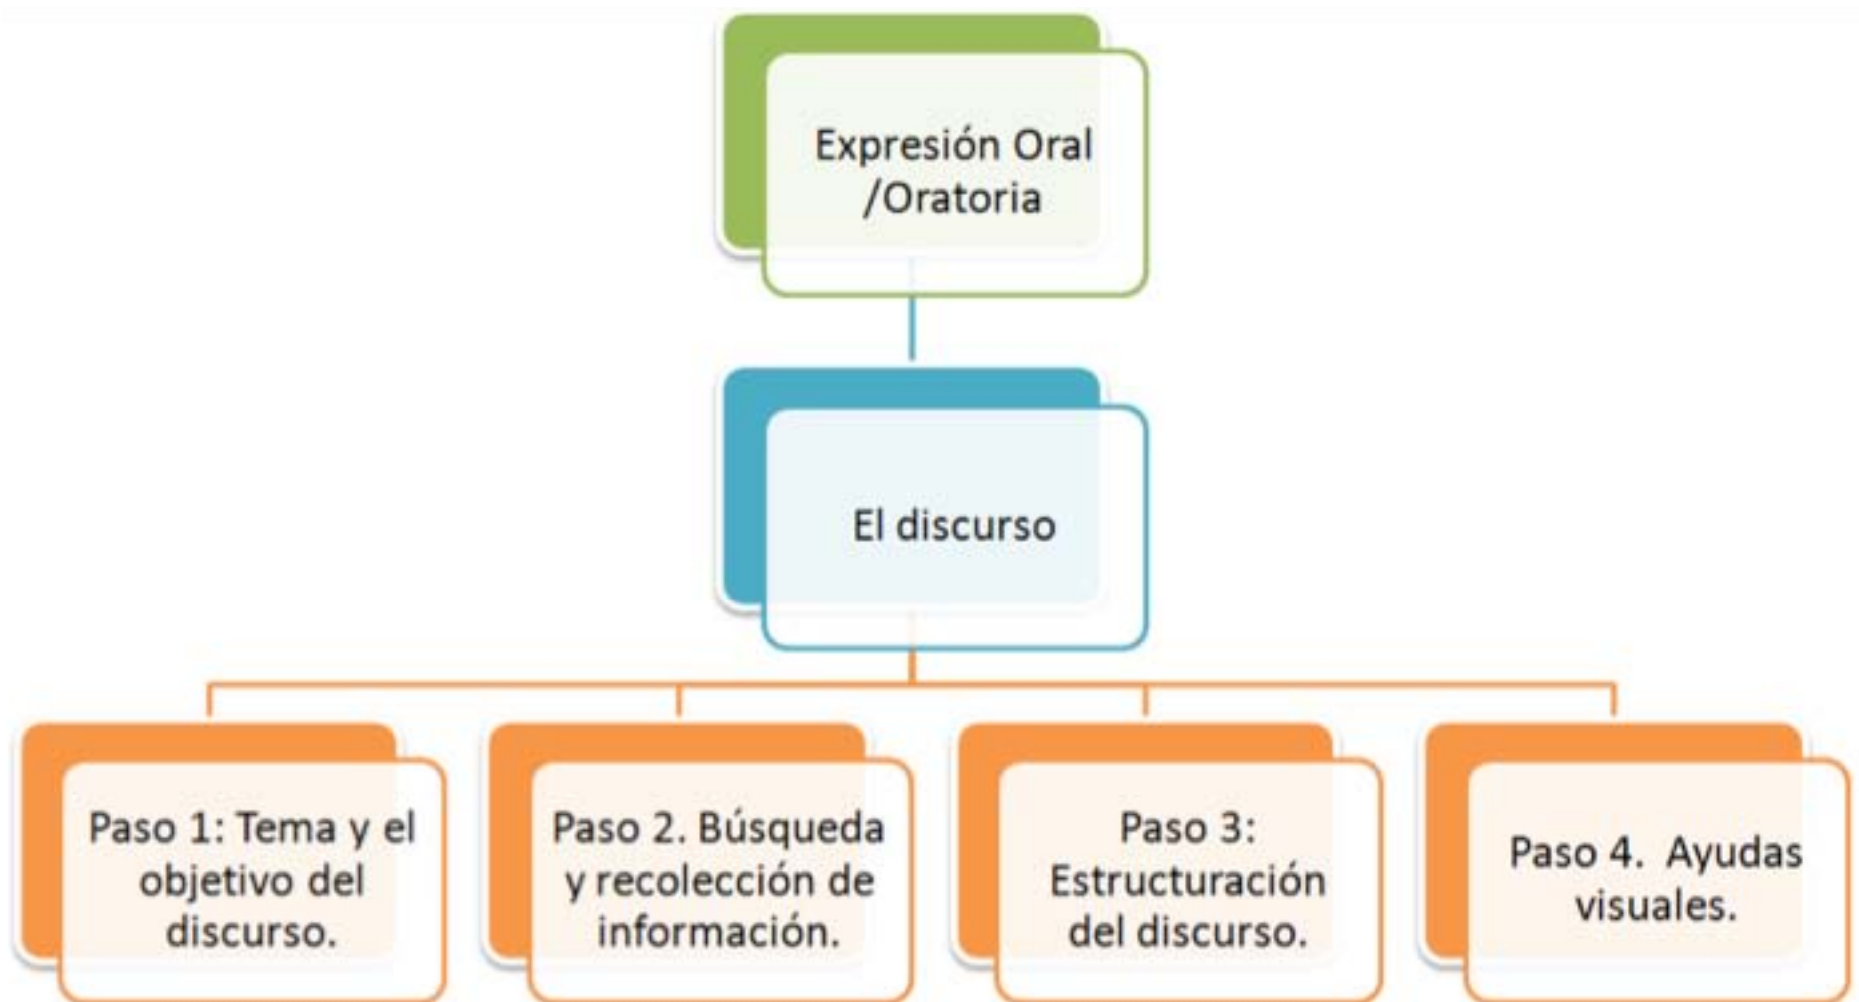 Expresión Oral
/Oratoria
El discurso
Paso 1: Tema y el
objetivo del
discurso.
Paso 2. Búsqueda
y recolección de
información.
Paso 3:
Estructuración
del discurso.
Paso 4.  Ayudas
visuales.